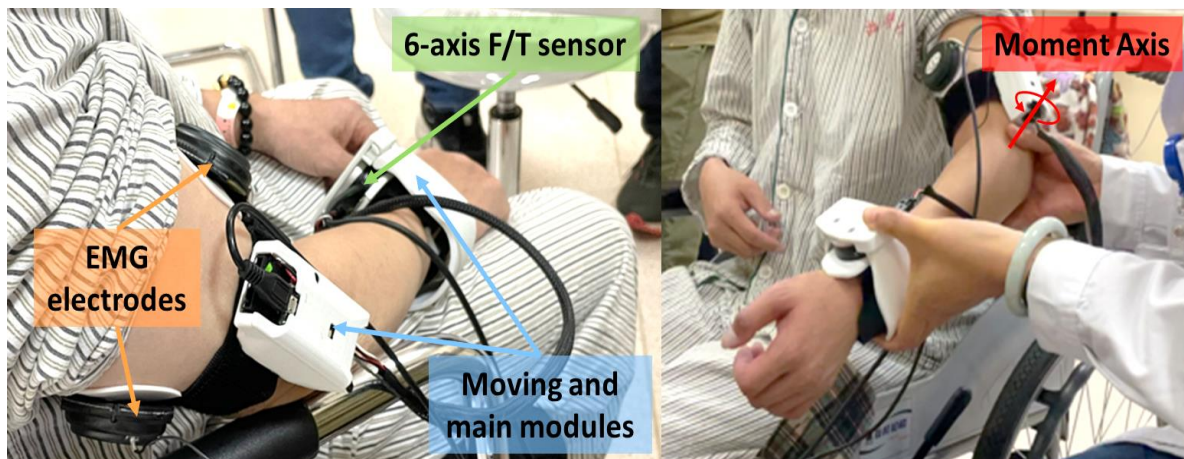 6-axis F/T sensor
EMG
electrodes
Moving and
main modules
Moment Axis